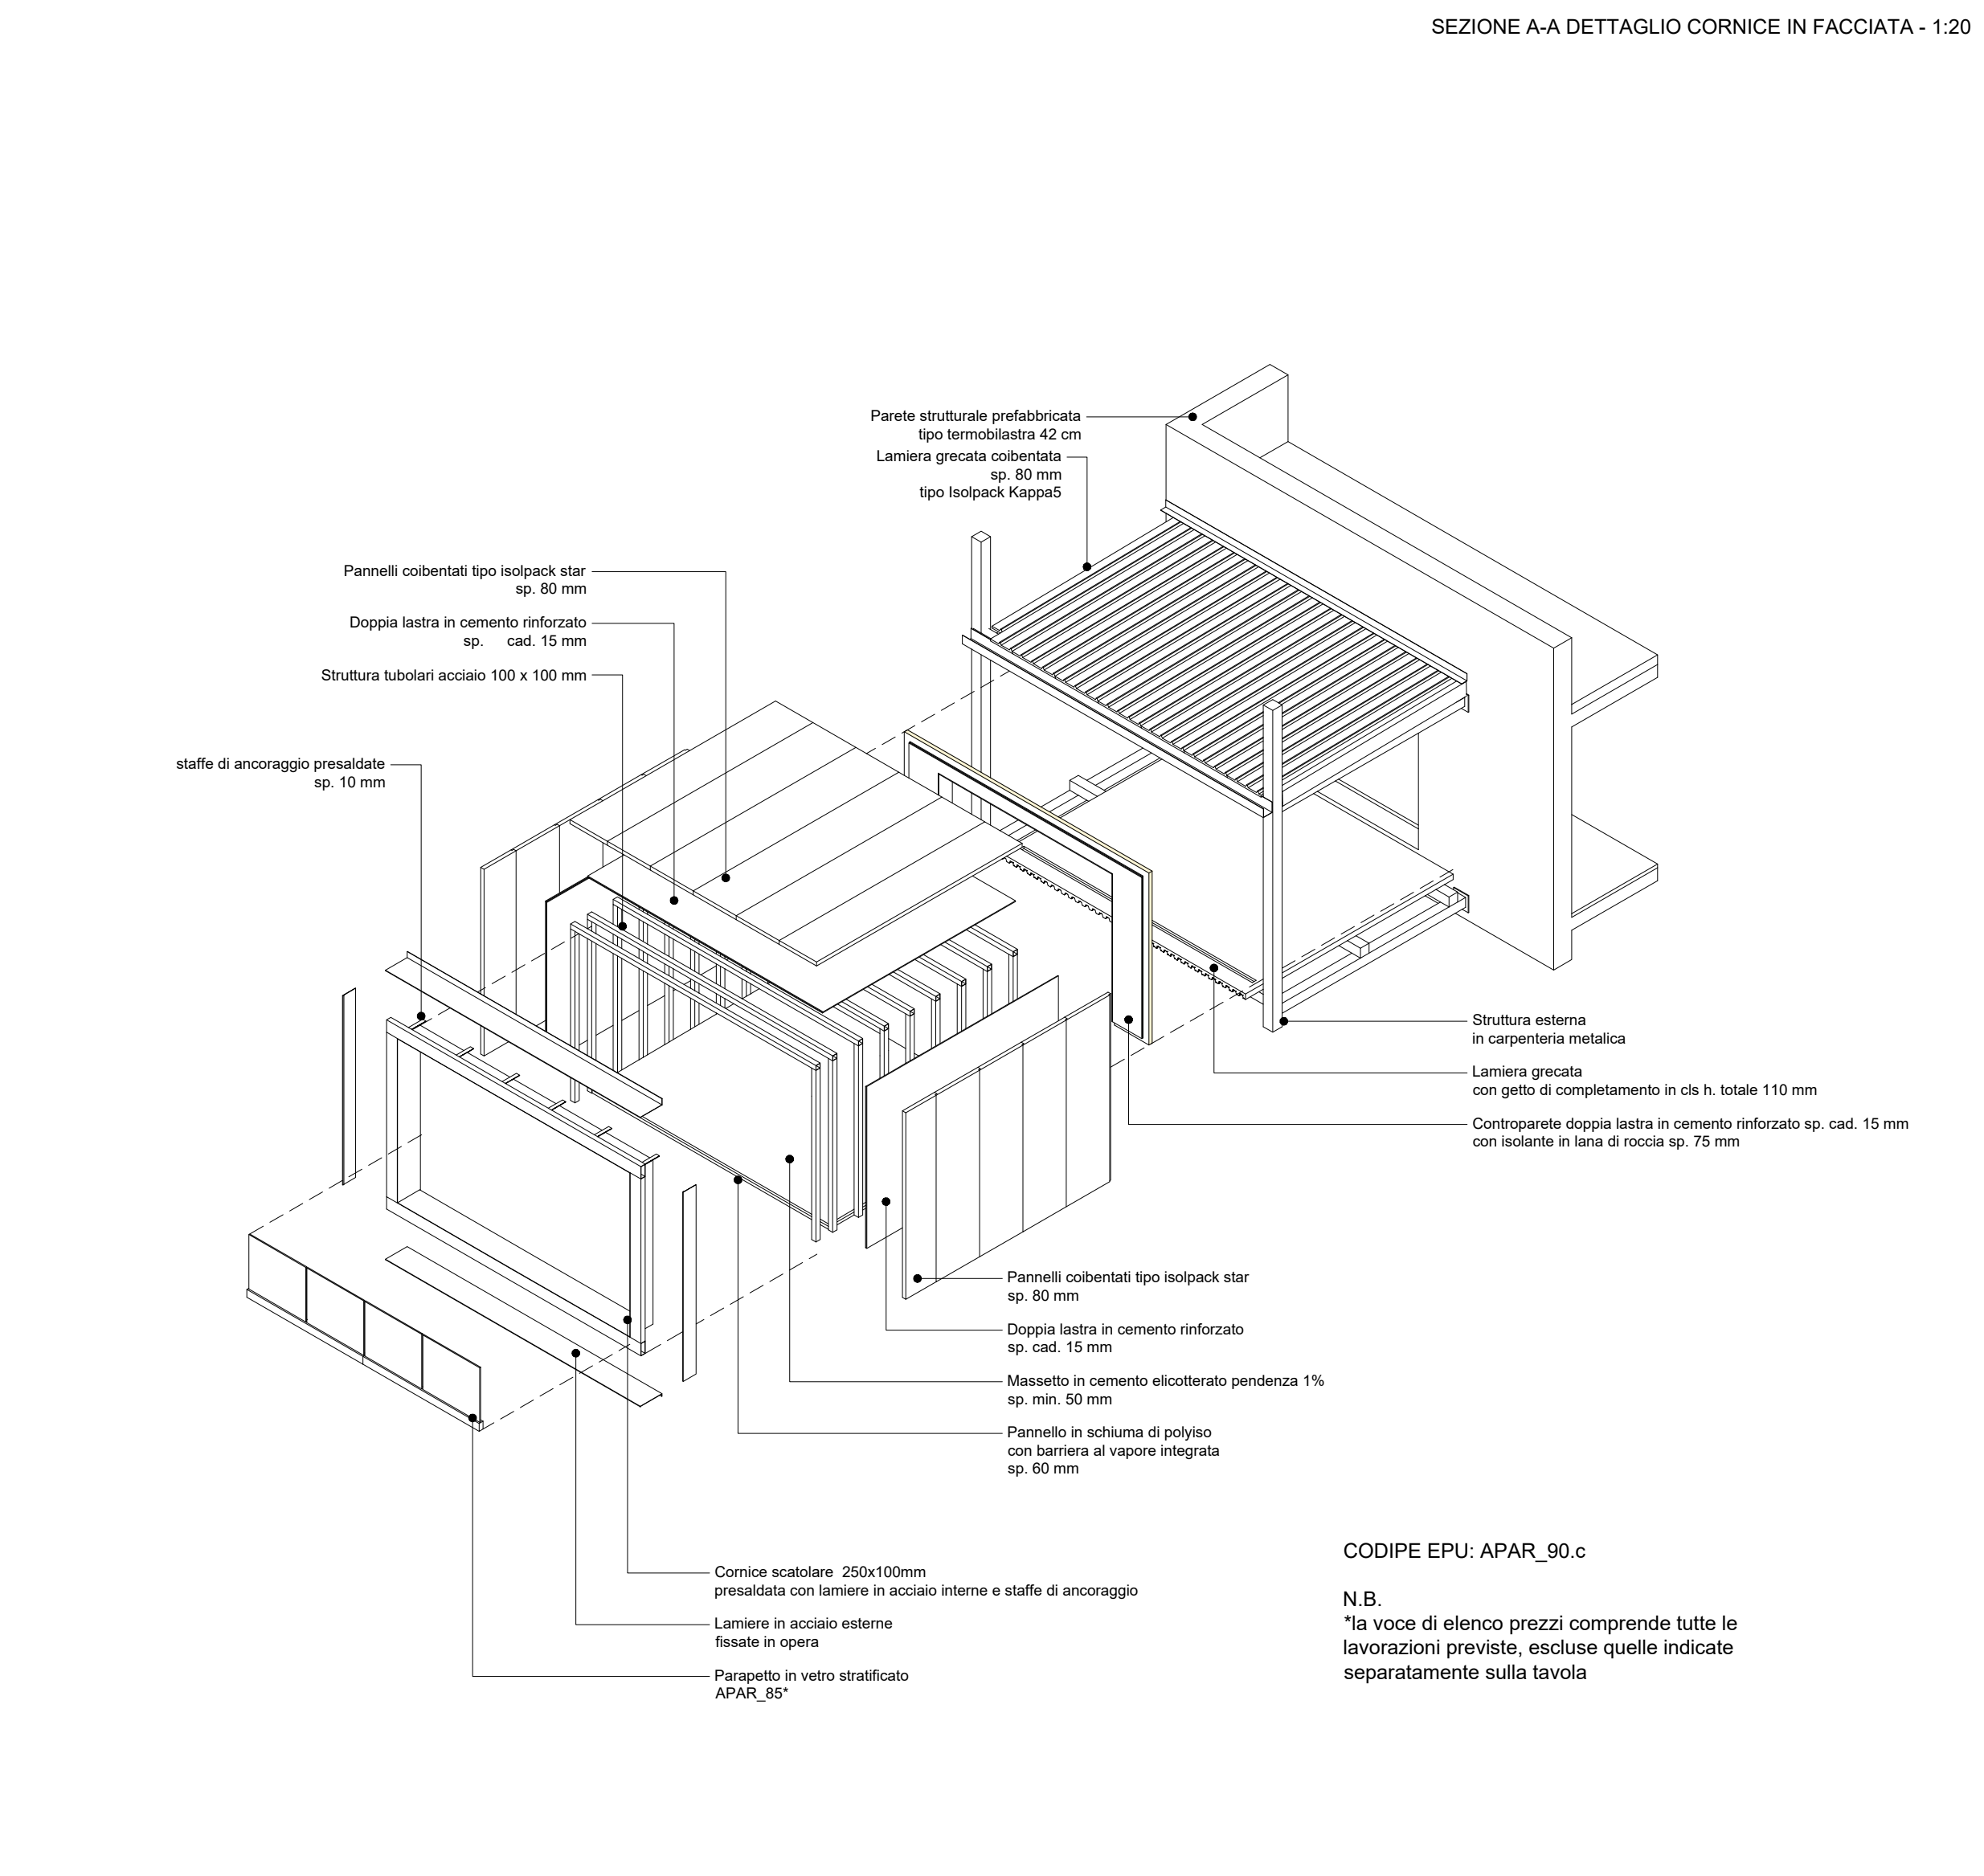 SEZIONE A-A DETTAGLIO CORNICE IN FACCIATA - 1:20
Parete strutturale prefabbricata
tipo termobilastra 42 cm
Lamiera grecata coibentata
sp. 80 mm
tipo Isolpack Kappa5
Pannelli coibentati tipo isolpack star
sp. 80 mm
Doppia lastra in cemento rinforzato
sp. cad. 15 mm
Struttura tubolari acciaio 100 x 100 mm
staffe di ancoraggio presaldate
sp. 10 mm
Struttura esterna
in carpenteria metalica
Lamiera grecata
con getto di completamento in cls h. totale 110 mm
Controparete doppia lastra in cemento rinforzato sp. cad. 15 mm
con isolante in lana di roccia sp. 75 mm
Pannelli coibentati tipo isolpack star
sp. 80 mm
Doppia lastra in cemento rinforzato
sp. cad. 15 mm
Massetto in cemento elicotterato pendenza 1%
sp. min. 50 mm
Pannello in schiuma di polyiso
con barriera al vapore integrata
sp. 60 mm
Cornice scatolare 250x100mm
presaldata con lamiere in acciaio interne e staffe di ancoraggio
Lamiere in acciaio esterne
fissate in opera
Parapetto in vetro stratificato
APAR_85*
CODIPE EPU: APAR_90.c
N.B.
*la voce di elenco prezzi comprende tutte le
lavorazioni previste, escluse quelle indicate
separatamente sulla tavola